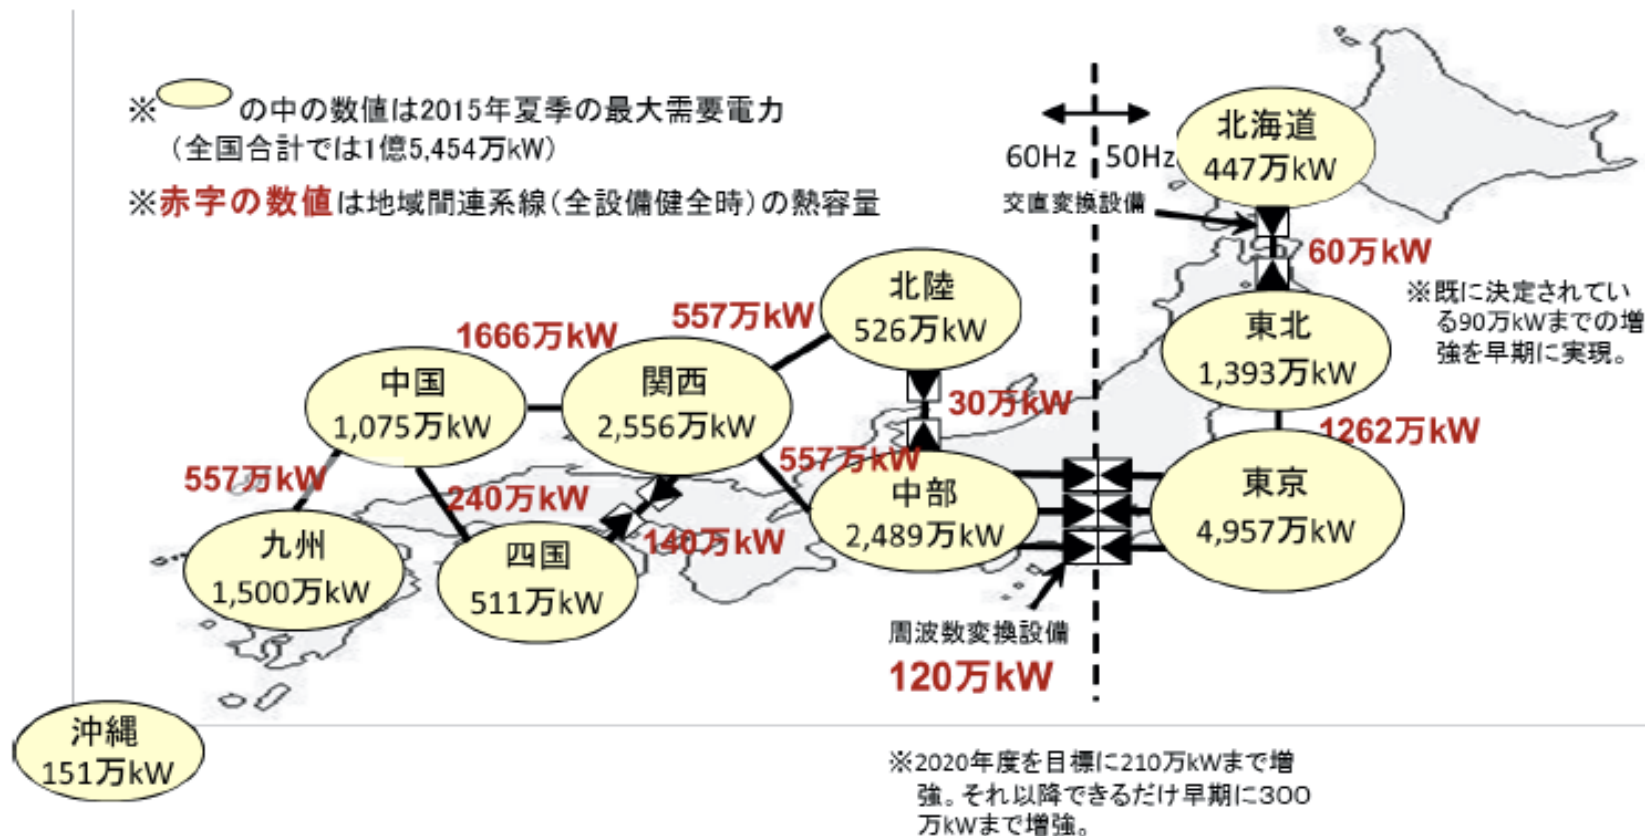 ※ の中の数値は2015年夏季の最大需要電力
(全国合計では1億5,454万kW)
※赤字の数値は地域間連系線(全設備健全時)の熱容量
60Hz 50Hz
交直変換設備
北海道
447万kW
60万kW
※既に決定されてい
る90万kWまでの増
強を早期に実現。
東北
1,393万kW
1262万kW
東京
4,957万kW
北陸
526万kW
557万kW
30万kW
1666万kW
関西
2,556万kW
557万kW
中部
2,489万kW
中国
1,075万kW
557万kW
240万kW
140万kW
九州
1,500万kW
四国
511万kW
周波数変換設備
120万kW
沖縄
151万kW
※2020年度を目標に210万kWまで増
強。それ以降できるだけ早期に300
万kWまで増強。